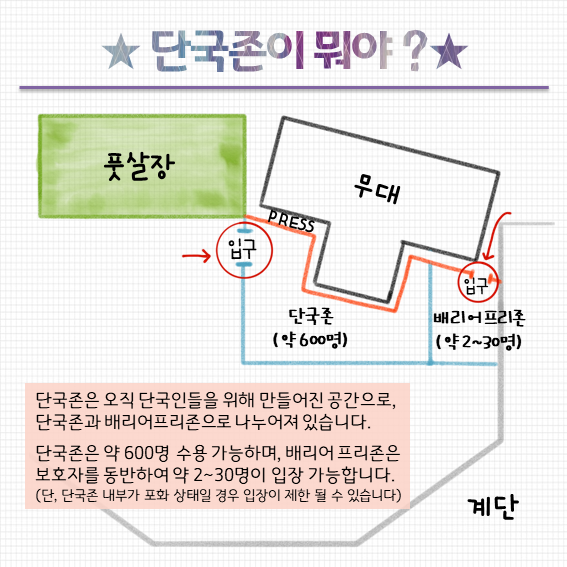 ★ 단국존이 뭐야 ? ★
풋살장
무대
PRESS
입구
입구
단국존
(약 600명)
배리어프리존
(약 2~30명)
단국존은 오직 단국인들을 위해 만들어진 공간으로,
단국존과 배리어프리존으로 나누어져 있습니다.
단국존은 약 600명 수용 가능하며, 배리어 프리존은
보호자를 동반하여 약 2~30명이 입장 가능합니다.
(단, 단국존 내부가 포화 상태일 경우 입장이 제한 될 수 있습니다)
계단